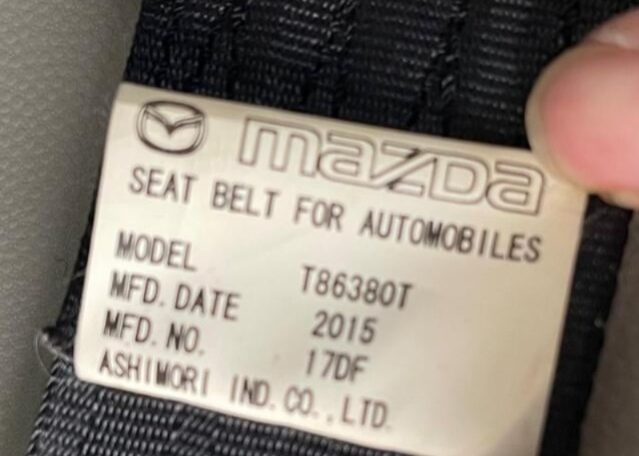 mazda
SEAT BELT FOR AUTOMOBILES
MODEL T86380T
MFD. DATE 2015
MFD. NO. 17DF
ASHIMORI IND. CO., LTD.